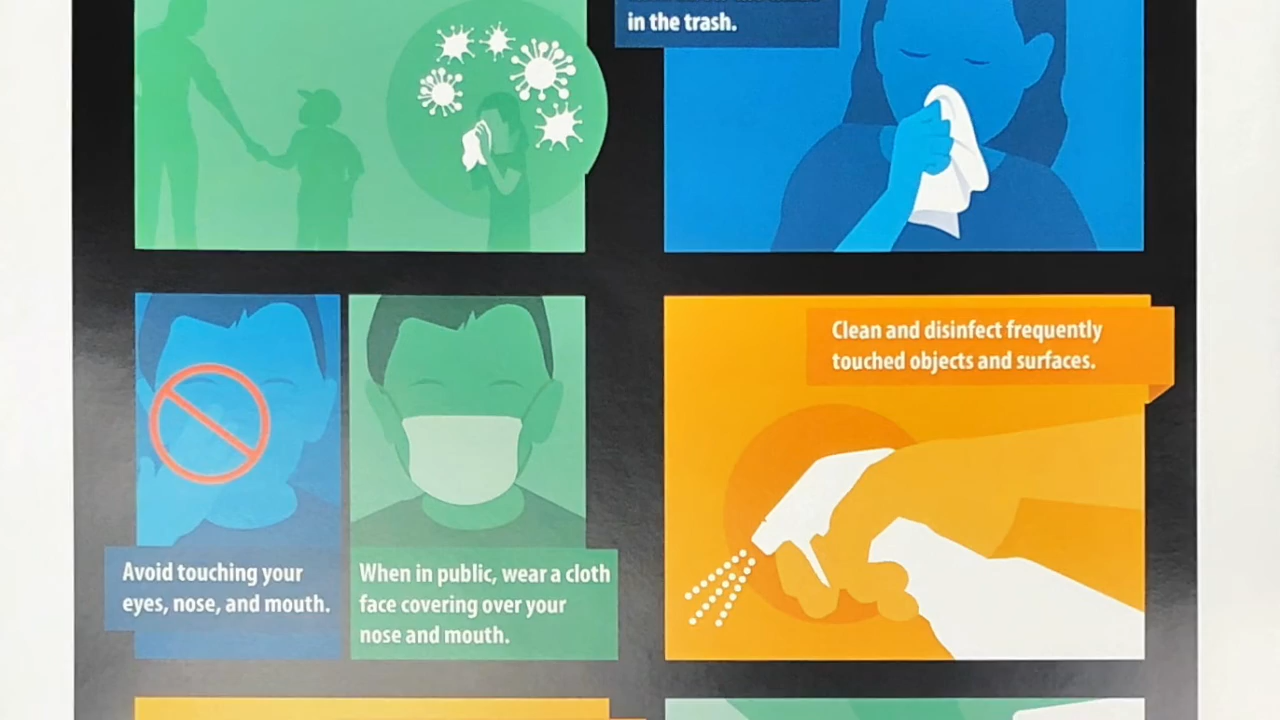 in the trash.
Clean and disinfect frequently
touched objects and surfaces.
Avoid touching your
eyes, nose, and mouth.
When in public, wear a cloth
face covering over your
nose and mouth.